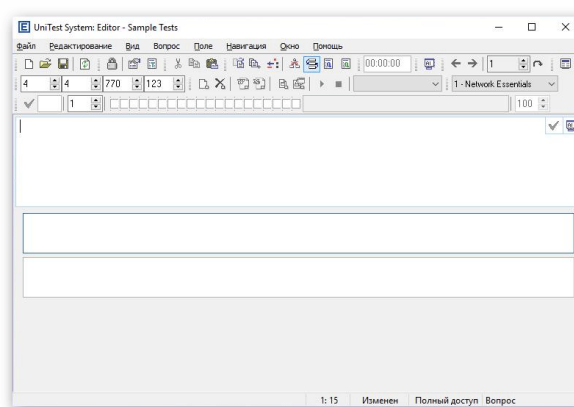 E UniTest System: Editor - Sample Tests
Файл Редактирование Вид Вопрос Поле Навигация Окно Помощь
00:00:00 1
4 4 770 123 1 - Network Essentials
1 100
1: 15 Изменен Полный доступ Вопрос